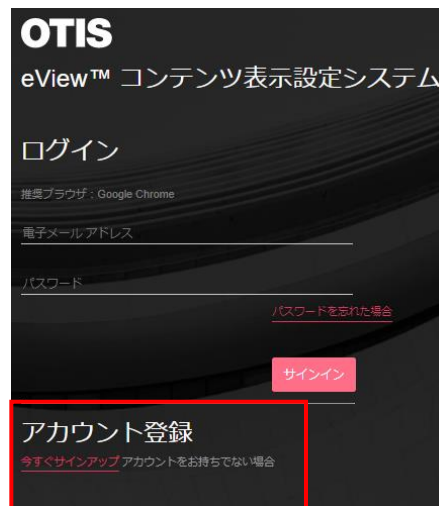 OTIS
eView™ コンテンツ表示設定システム
ログイン
推奨ブラウザ：Google Chrome
電子メールアドレス
パスワード
パスワードを忘れた場合
サインイン
アカウント登録
今すぐサインアップ アカウントをお持ちでない場合